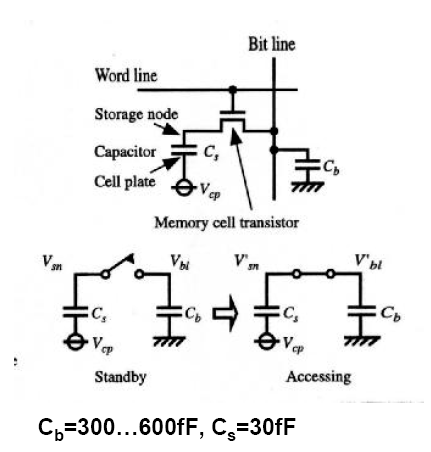 Bit line
Word line
Storage node
Capacitor
Cs
Cb
Cell plate
Vcp
Memory cell transistor
Vsn
Vbl
V'sn
V'bl
Cs
Cb
Cs
Cb
Vcp
Vcp
e
Standby
Accessing
Cb=300...600fF, Cs=30fF